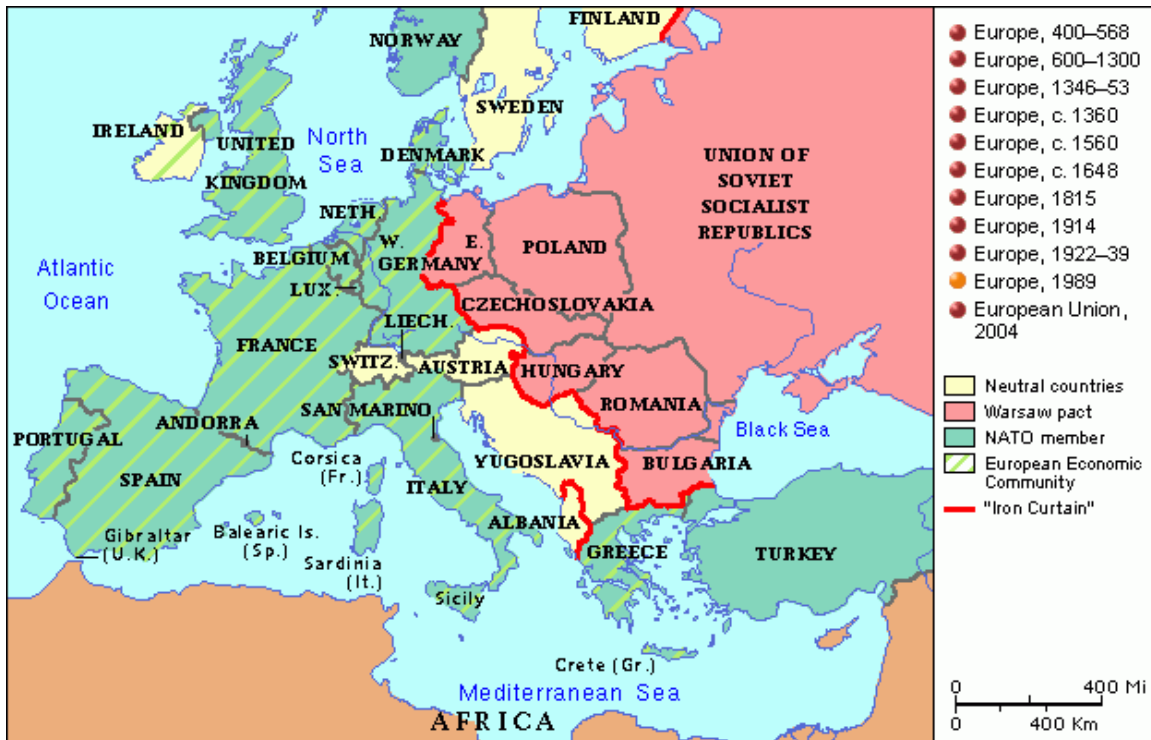 FINLAND
NORWAY
SWEDEN
IRELAND
UNITED
KINGDOM
North
Sea
DENMARK
UNION OF
SOVIET
SOCIALIST
REPUBLICS
NETH.
W.
E.
GERMANY
POLAND
BELGIUM
LUX.
Atlantic
Ocean
CZECHOSLOVAKIA
LIECH.
FRANCE
SWITZ.
AUSTRIA
HUNGARY
ROMANIA
SAN MARINO
ANDORRA
PORTUGAL
SPAIN
Corsica
(Fr.)
ITALY
YUGOSLAVIA
BULGARIA
Black Sea
ALBANIA
Gibraltar
(U.K.)
Balearic Is.
(Sp.)
Sardinia
(It.)
GREECE
TURKEY
Sicily
Crete (Gr.)
Mediterranean Sea
AFRICA
Europe, 400–568
Europe, 600–1300
Europe, 1346–53
Europe, c. 1360
Europe, c. 1560
Europe, c. 1648
Europe, 1815
Europe, 1914
Europe, 1922–39
Europe, 1989
European Union,
2004
Neutral countries
Warsaw pact
NATO member
European Economic
Community
"Iron Curtain"
0 400 Mi
0 400 Km